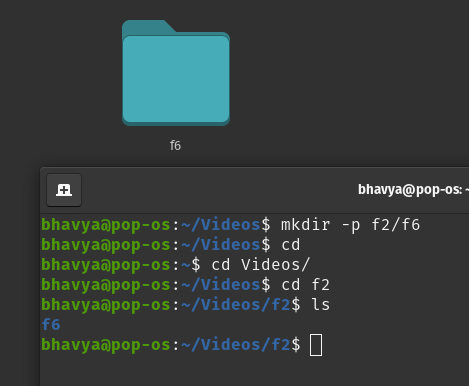 f6
bhavya@pop-os: ~
bhavya@pop-os:~/Videos$ mkdir -p f2/f6
bhavya@pop-os:~/Videos$ cd
bhavya@pop-os:~$ cd Videos/
bhavya@pop-os:~/Videos$ cd f2
bhavya@pop-os:~/Videos/f2$ ls
f6
bhavya@pop-os:~/Videos/f2$